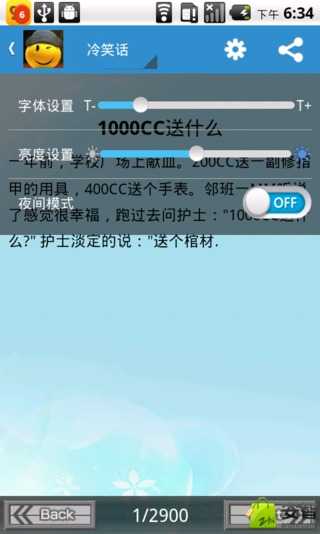 6
下午 6:34
冷笑话
字体设置 T- T+
1000CC送什么
亮度设置
一年前，学校广场上献血。200CC送一副修指
甲的用具，400CC送个手表。邻班一
夜间模式 OFF
了感觉很幸福，跑过去问护士："1000CC送什
么?" 护士淡定的说："送个棺材.
Back 1/2900